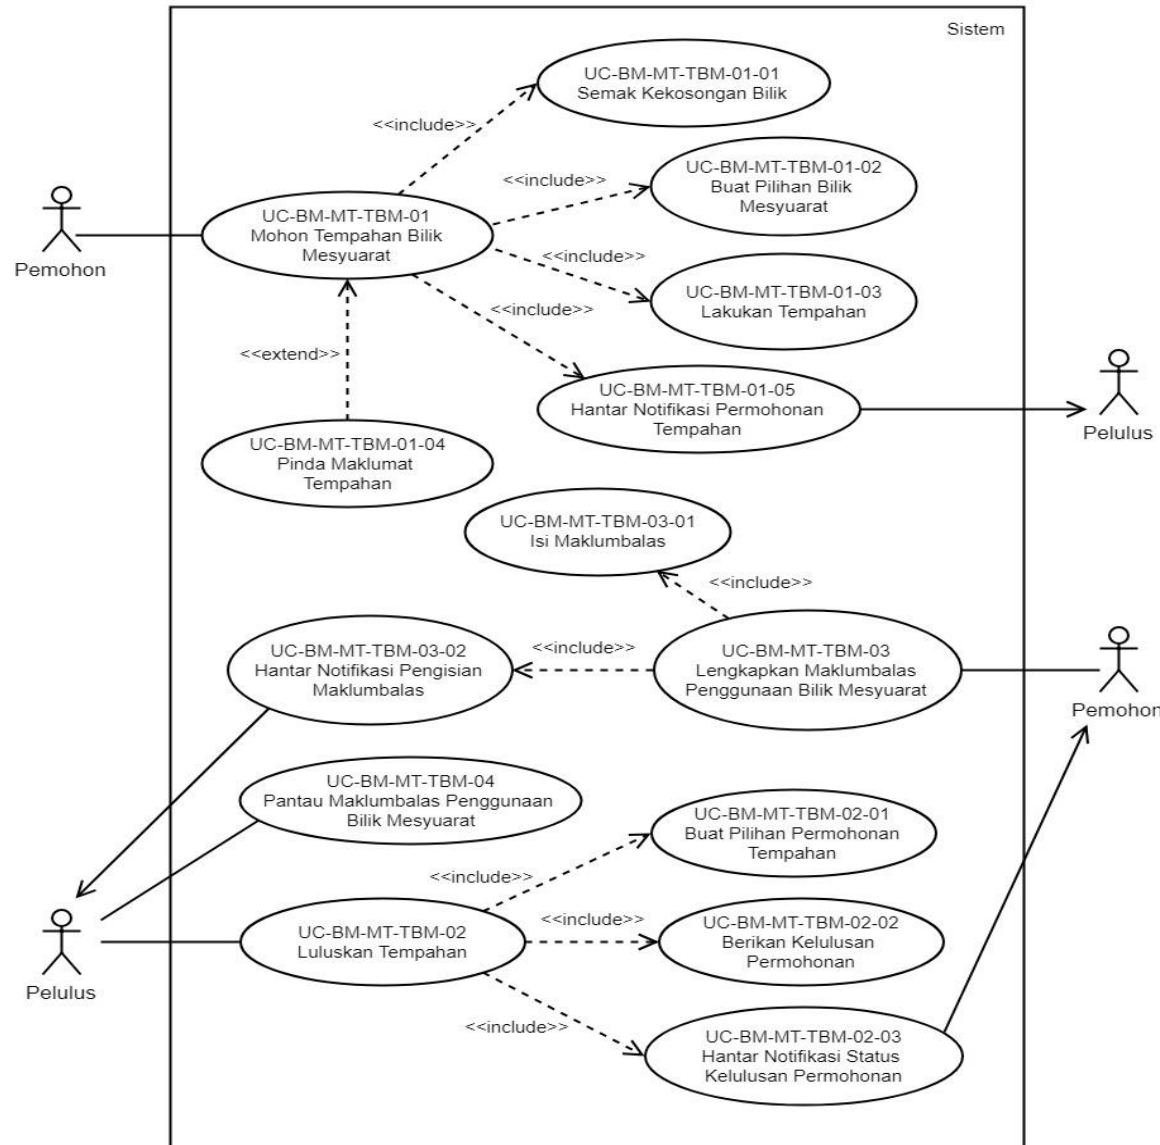 Sistem
UC-BM-MT-TBM-01-01
Semak Kekosongan Bilik
<<include>>
<<include>>
UC-BM-MT-TBM-01-02
Buat Pilihan Bilik
Mesyuarat
UC-BM-MT-TBM-01
Mohon Tempahan Bilik
Mesyuarat
Pemohon
<<include>>
UC-BM-MT-TBM-01-03
Lakukan Tempahan
<<include>>
<<extend>>
UC-BM-MT-TBM-01-05
Hantar Notifikasi Permohonan
Tempahan
Pelulus
UC-BM-MT-TBM-01-04
Pinda Maklumat
Tempahan
UC-BM-MT-TBM-03-01
Isi Maklumbalas
<<include>>
UC-BM-MT-TBM-03-02
Hantar Notifikasi Pengisian
Maklumbalas
<<include>>
UC-BM-MT-TBM-03
Lengkapkan Maklumbalas
Penggunaan Bilik Mesyuarat
Pemohon
UC-BM-MT-TBM-04
Pantau Maklumbalas Penggunaan
Bilik Mesyuarat
UC-BM-MT-TBM-02-01
Buat Pilihan Permohonan
Tempahan
<<include>>
UC-BM-MT-TBM-02
Luluskan Tempahan
<<include>>
UC-BM-MT-TBM-02-02
Berikan Kelulusan
Permohonan
Pelulus
<<include>>
UC-BM-MT-TBM-02-03
Hantar Notifikasi Status
Kelulusan Permohonan